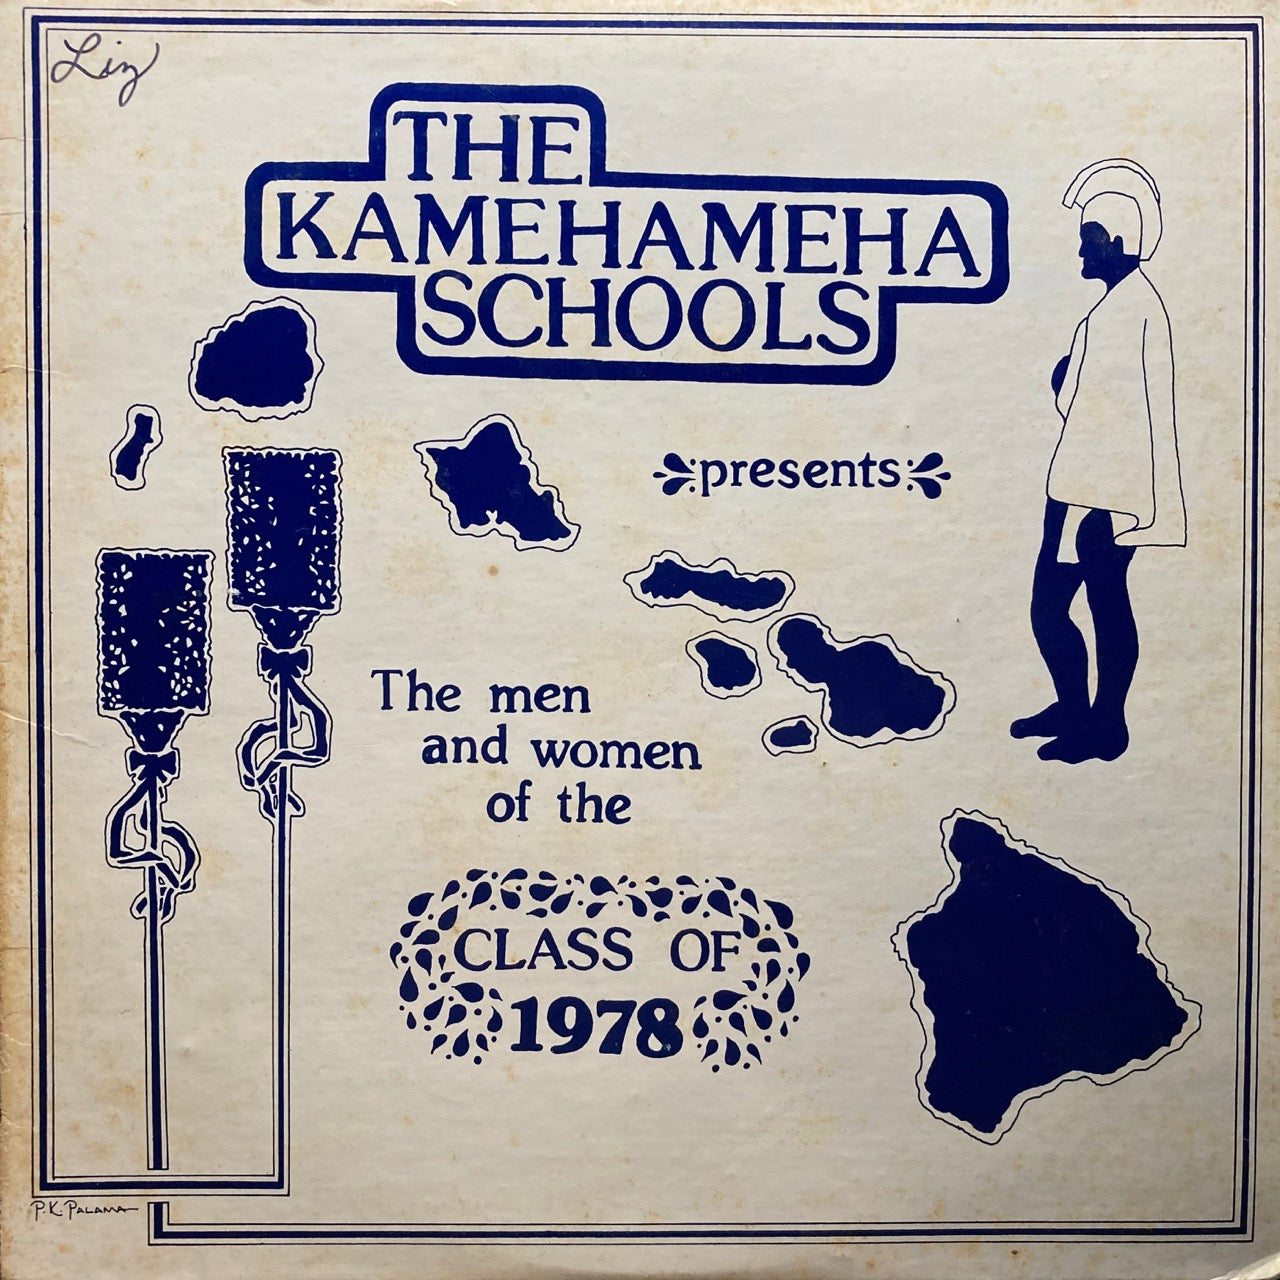 Liz
THE
KAMEHAMEHA
SCHOOLS
presents
The men
and women
of the
CLASS OF
1978
P.K. PALAMA